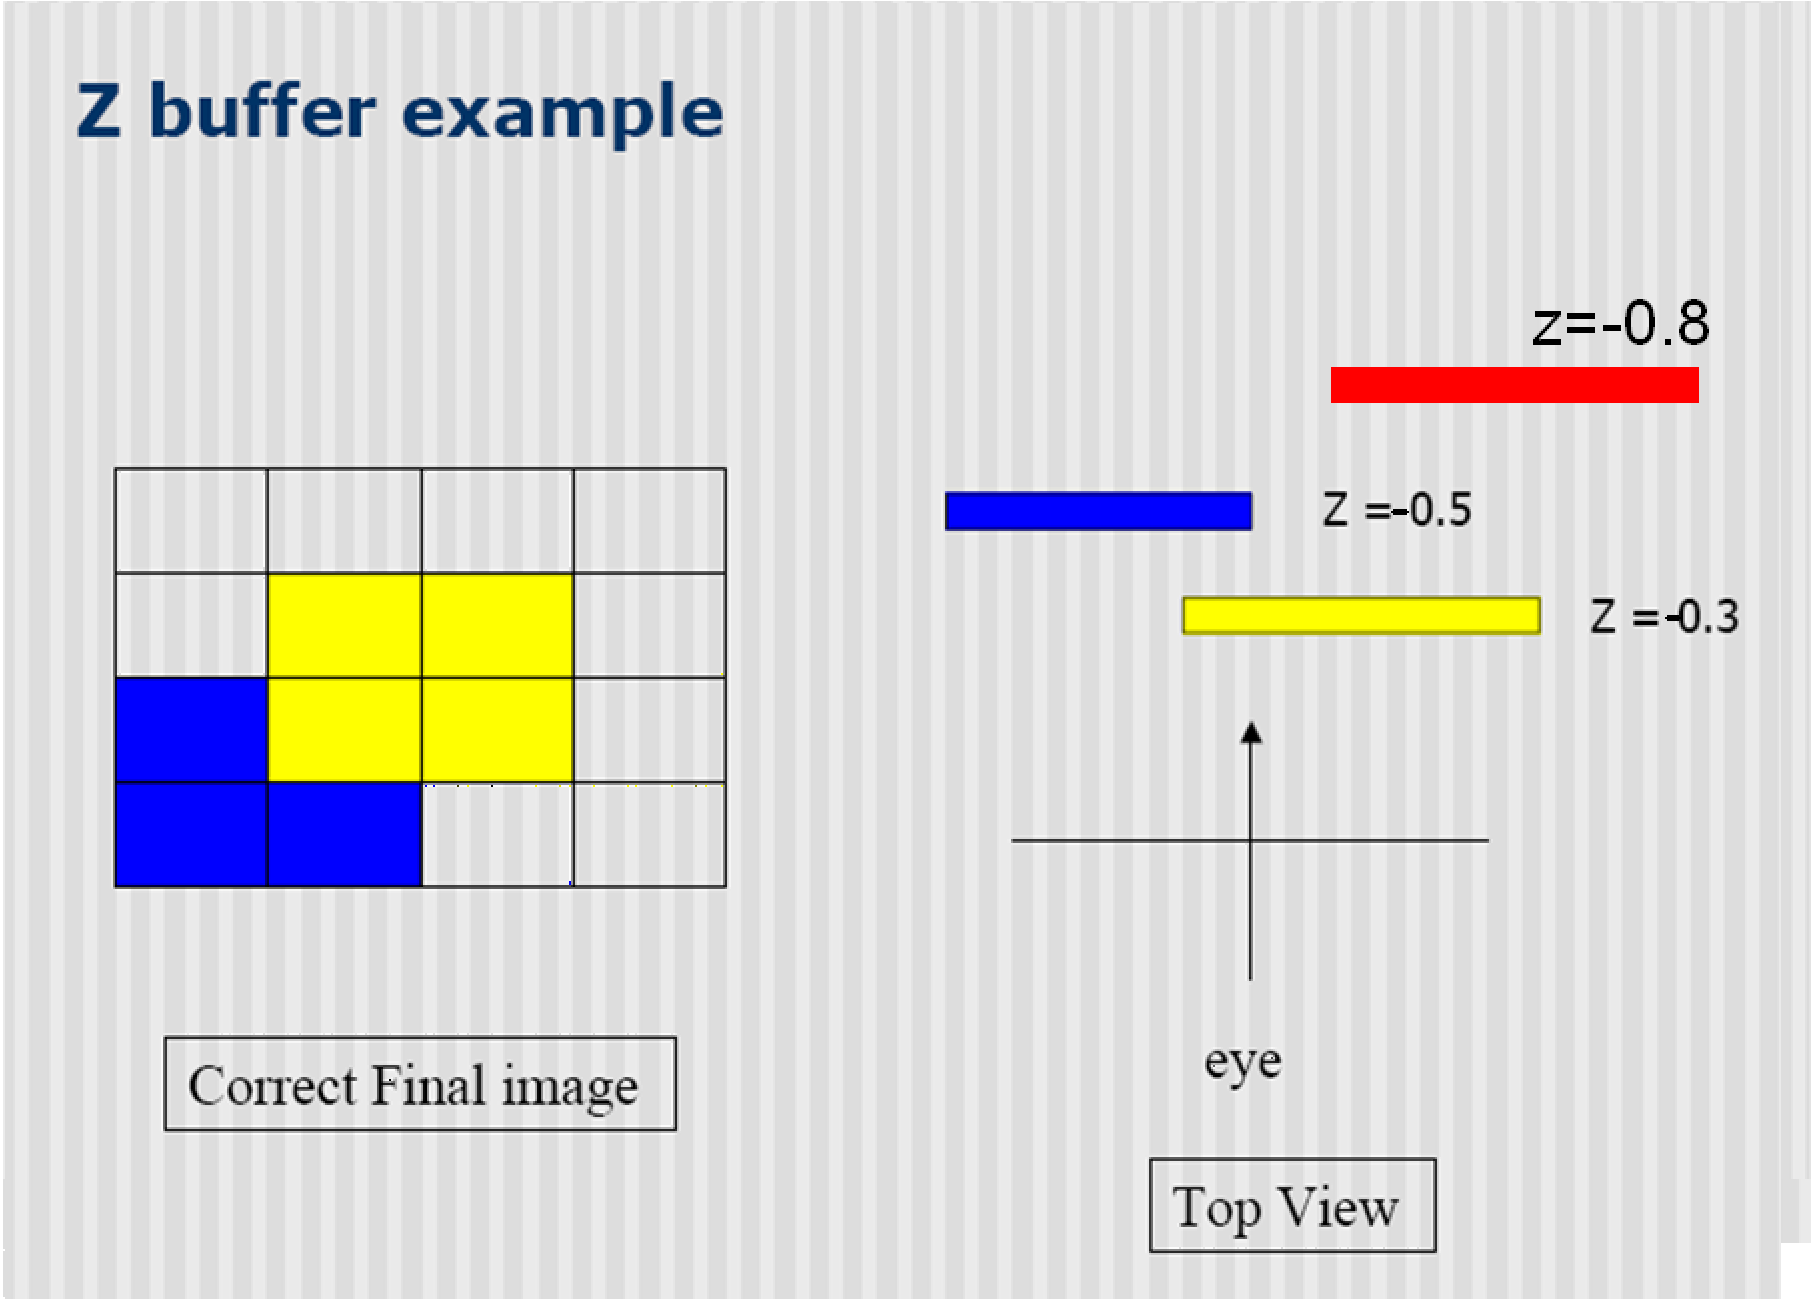 Z buffer example
z=-0.8
Z =-0.5
Z =-0.3
eye
Correct Final image
Top View